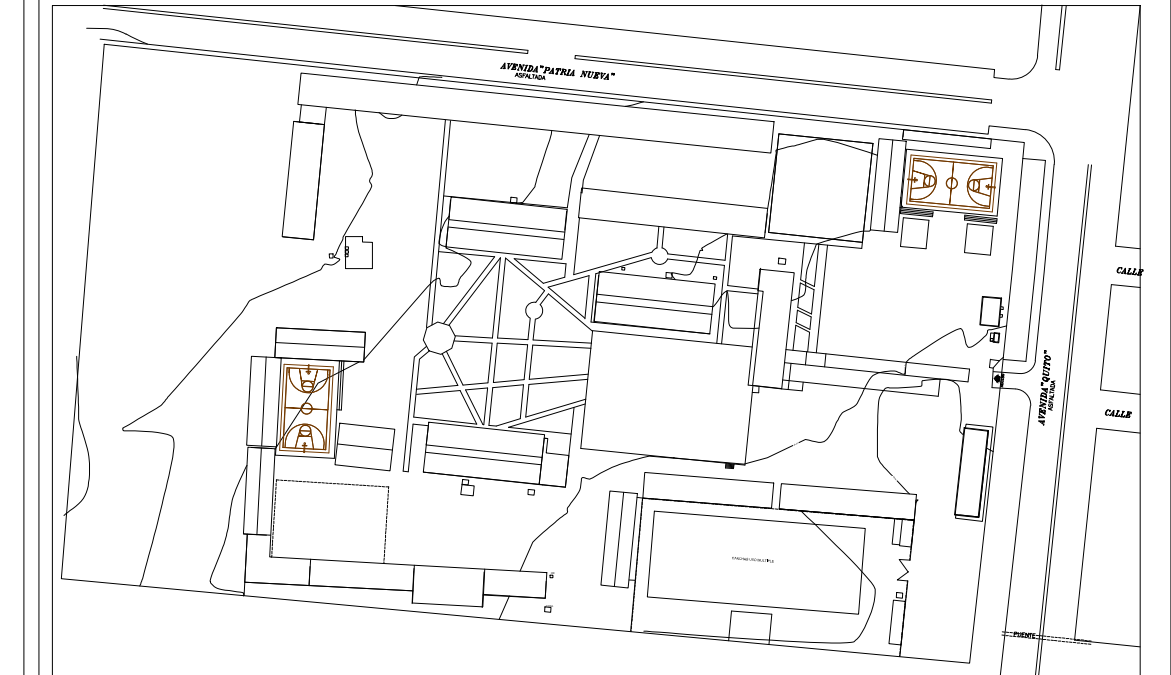 AVENIDA"PATRIA NUEVA"
ASFALTADA
CALLE
AVENIDA"QUITO"
ASFALTADA
CALLE
PUENTE